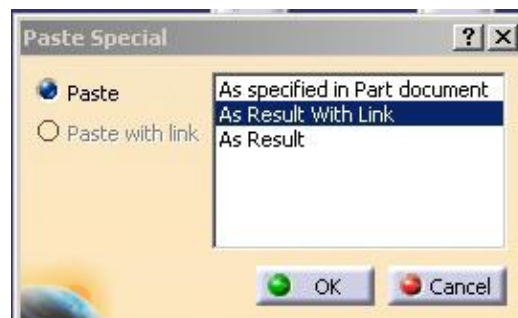 Paste Special
Paste
Paste with link
As specified in Part document
As Result With Link
As Result
OK
Cancel